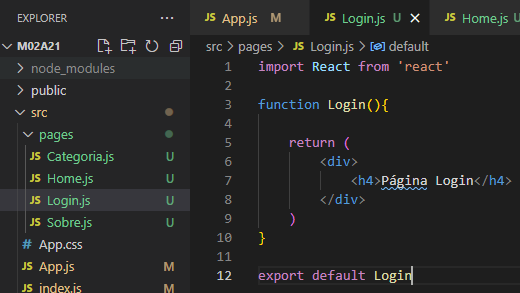 EXPLORER
M02A21
node_modules
public
src
pages
JS Categoria.js U
JS Home.js U
JS Login.js U
JS Sobre.js U
# App.css
JS App.js M
JS index.js M
JS App.js M
JS Login.js U ×
JS Home.js U
src > pages > JS Login.js > default
1 import React from 'react'
2
3 function Login(){
4
5 return (
6 <div>
7 <h4>Página Login</h4>
8 </div>
9 )
10 }
11
12 export default Login